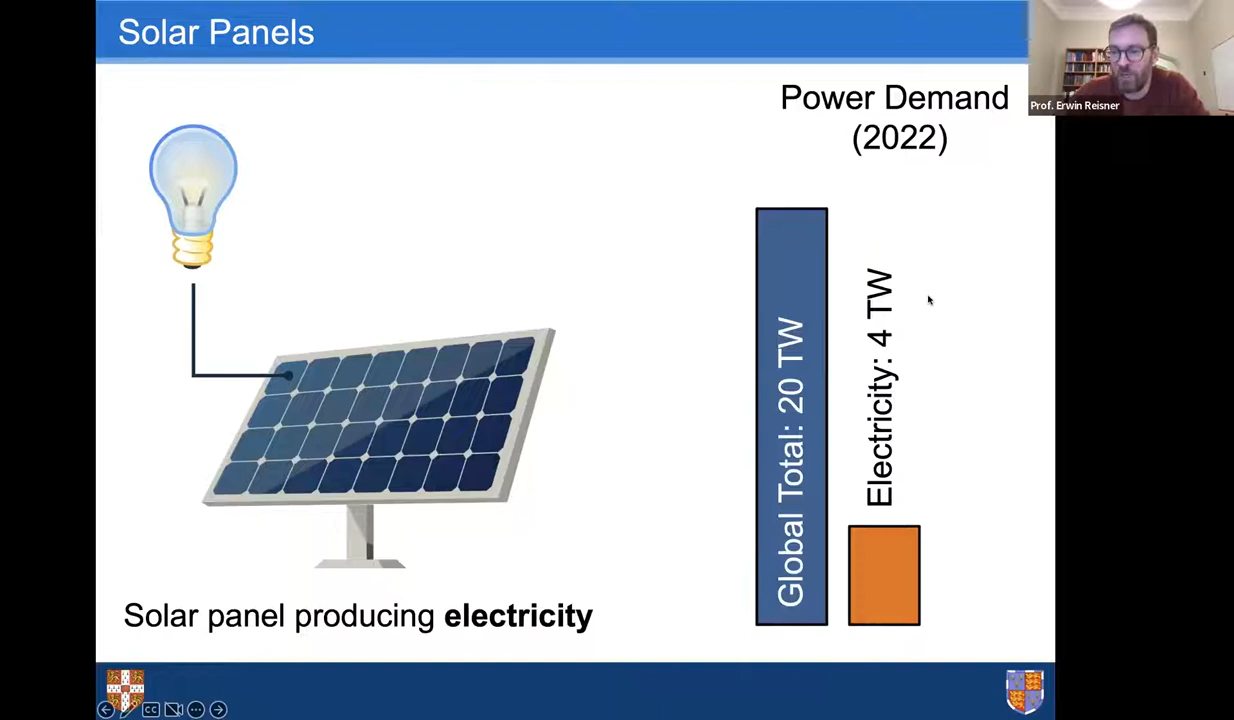 Solar Panels
Prof. Erwin Reisner
Power Demand
(2022)
Global Total: 20 TW
Electricity: 4 TW
Solar panel producing electricity
CC